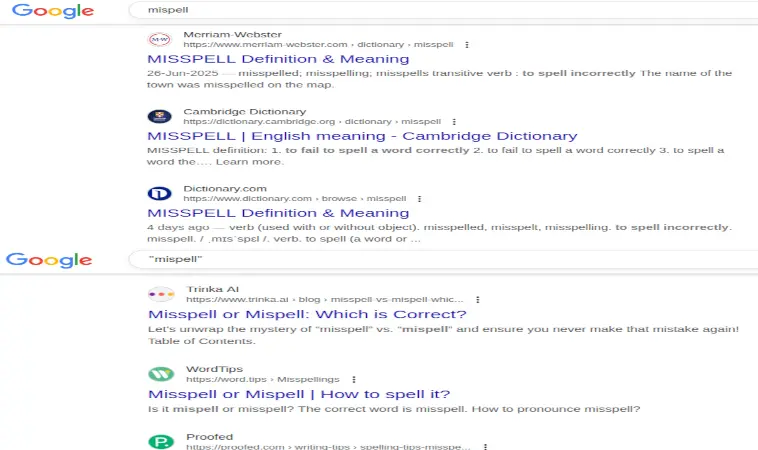 Google
mispell
Merriam-Webster
https://www.merriam-webster.com › dictionary › misspell
MISSPELL Definition & Meaning
26-Jun-2025 — misspelled; misspelling; misspells transitive verb : to spell incorrectly The name of the
town was misspelled on the map.
Cambridge Dictionary
https://dictionary.cambridge.org › dictionary › misspell
MISSPELL | English meaning - Cambridge Dictionary
MISSPELL definition: 1. to fail to spell a word correctly 2. to fail to spell a word correctly 3. to spell a
word the.... Learn more.
Dictionary.com
https://www.dictionary.com › browse › misspell
MISSPELL Definition & Meaning
4 days ago — verb (used with or without object). misspelled, misspelt, misspelling. to spell incorrectly.
misspell. / ˌmɪsˈspɛl /. verb. to spell (a word or ...
Google
"mispell"
Trinka AI
https://www.trinka.ai › blog › misspell-vs-mispell-whic...
Misspell or Mispell: Which is Correct?
Let's unwrap the mystery of "misspell" vs. "mispell" and ensure you never make that mistake again!
Table of Contents.
WordTips
https://word.tips › Misspellings
Misspell or Mispell | How to spell it?
Is it mispell or misspell? The correct word is misspell. How to pronounce misspell?
Proofed
https://proofed.com › writing-tips › spelling-tips-misspe...